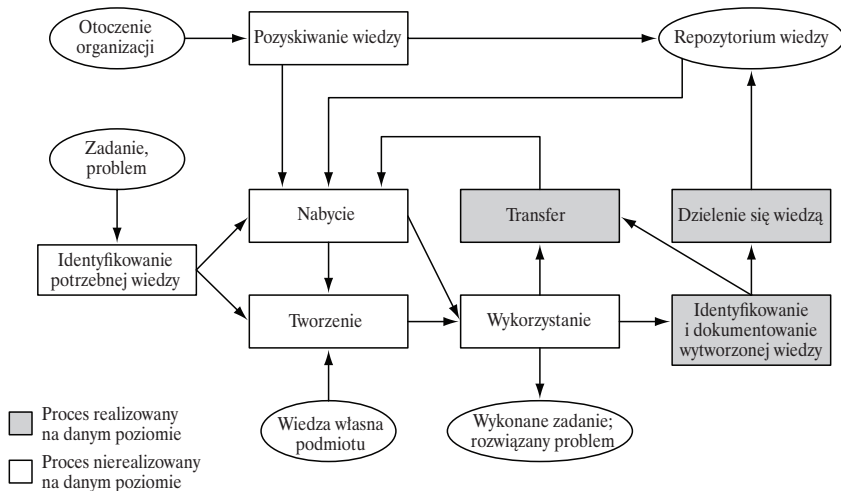 Otoczenie
organizacji
Pozyskiwanie wiedzy
Repozytorium wiedzy
Zadanie,
problem
Nabycie
Transfer
Dzielenie się wiedzą
Identyfikowanie
potrzebnej wiedzy
Tworzenie
Wykorzystanie
Identyfikowanie
i dokumentowanie
wytworzonej wiedzy
Wiedza własna
podmiotu
Wykonane zadanie;
rozwiązany problem
Proces realizowany
na danym poziomie
Proces nierealizowany
na danym poziomie